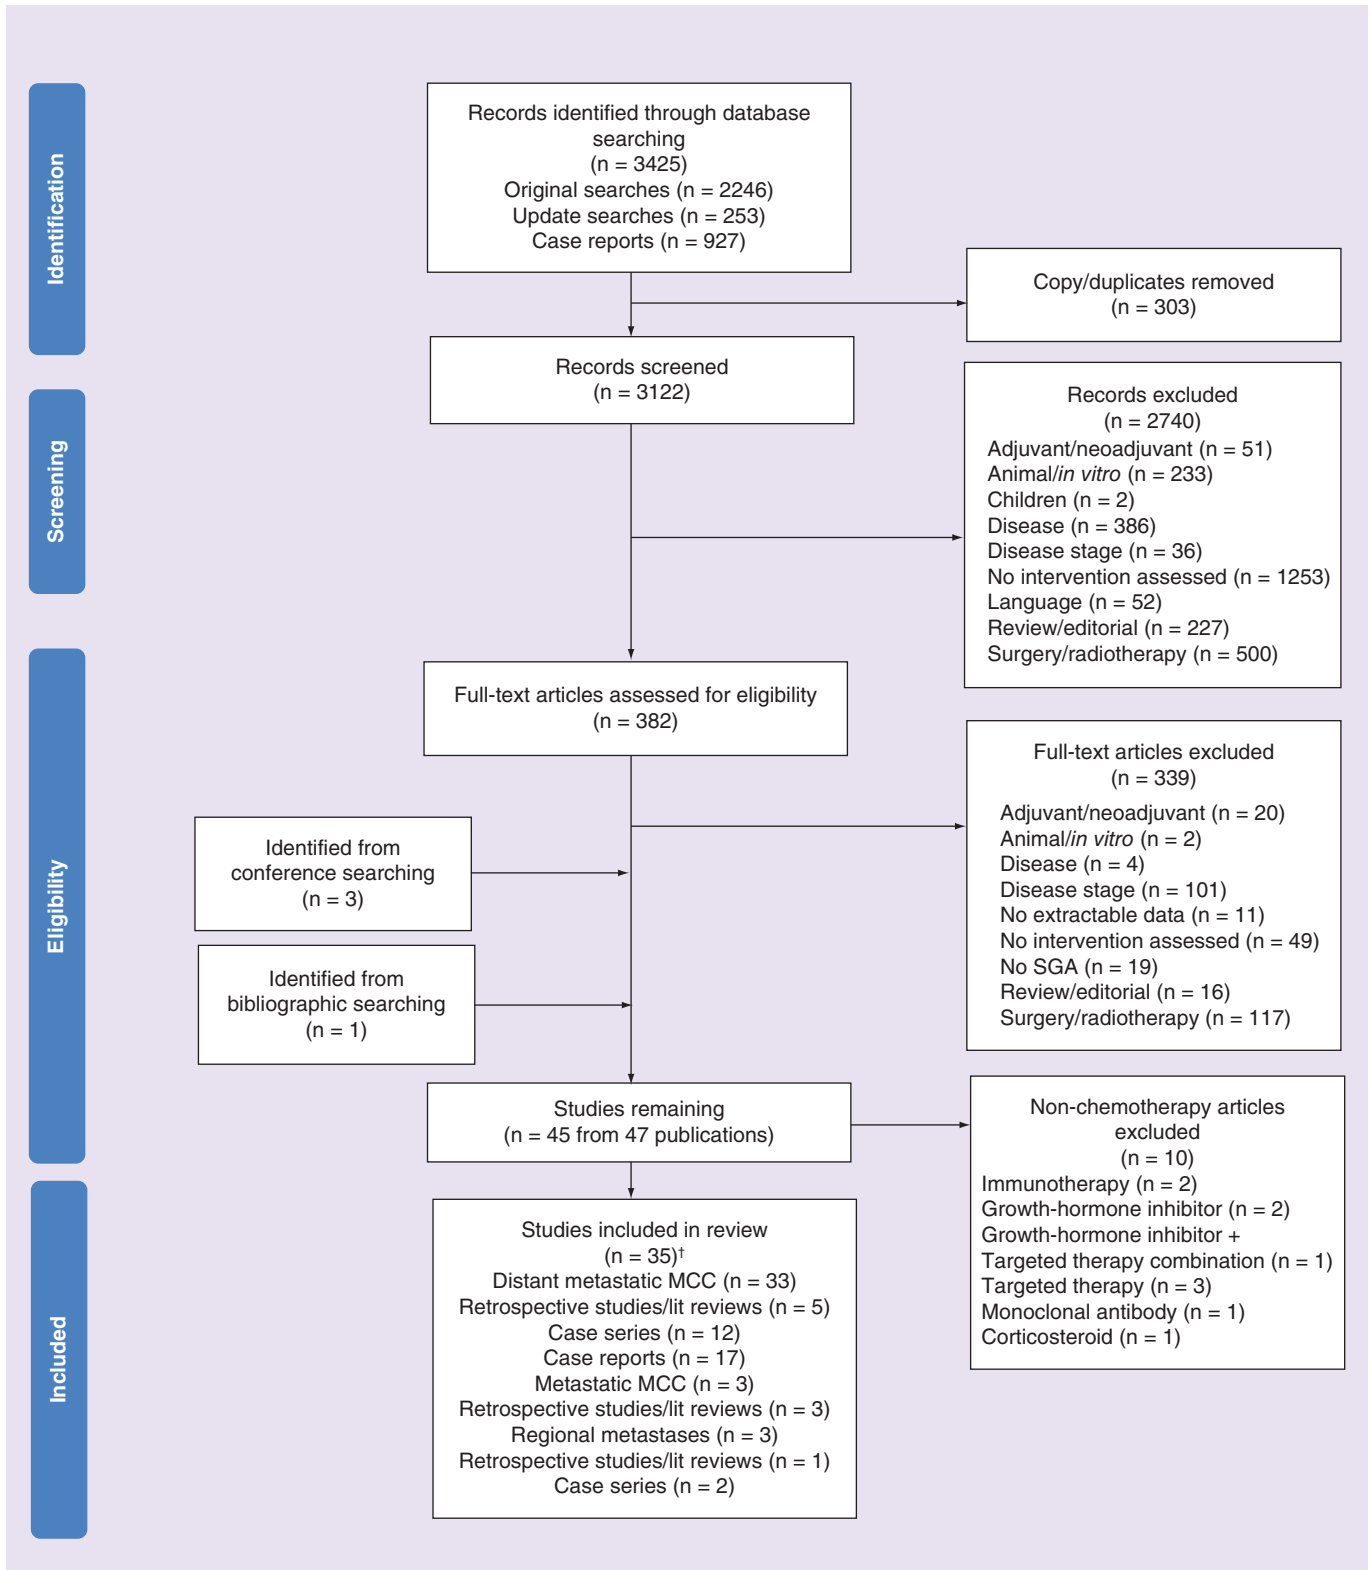 Identification
Records identified through database
searching
(n = 3425)
Original searches (n = 2246)
Update searches (n = 253)
Case reports (n = 927)
Copy/duplicates removed
(n = 303)
Records screened
(n = 3122)
Screening
Records excluded
(n = 2740)
Adjuvant/neoadjuvant (n = 51)
Animal/in vitro (n = 233)
Children (n = 2)
Disease (n = 386)
Disease stage (n = 36)
No intervention assessed (n = 1253)
Language (n = 52)
Review/editorial (n = 227)
Surgery/radiotherapy (n = 500)
Eligibility
Full-text articles assessed for eligibility
(n = 382)
Full-text articles excluded
(n = 339)
Adjuvant/neoadjuvant (n = 20)
Animal/in vitro (n = 2)
Disease (n = 4)
Disease stage (n = 101)
No extractable data (n = 11)
No intervention assessed (n = 49)
No SGA (n = 19)
Review/editorial (n = 16)
Surgery/radiotherapy (n = 117)
Identified from
conference searching
(n = 3)
Identified from
bibliographic searching
(n = 1)
Studies remaining
(n = 45 from 47 publications)
Non-chemotherapy articles
excluded
(n = 10)
Immunotherapy (n = 2)
Growth-hormone inhibitor (n = 2)
Growth-hormone inhibitor +
Targeted therapy combination (n = 1)
Targeted therapy (n = 3)
Monoclonal antibody (n = 1)
Corticosteroid (n = 1)
Included
Studies included in review
(n = 35)†
Distant metastatic MCC (n = 33)
Retrospective studies/lit reviews (n = 5)
Case series (n = 12)
Case reports (n = 17)
Metastatic MCC (n = 3)
Retrospective studies/lit reviews (n = 3)
Regional metastases (n = 3)
Retrospective studies/lit reviews (n = 1)
Case series (n = 2)